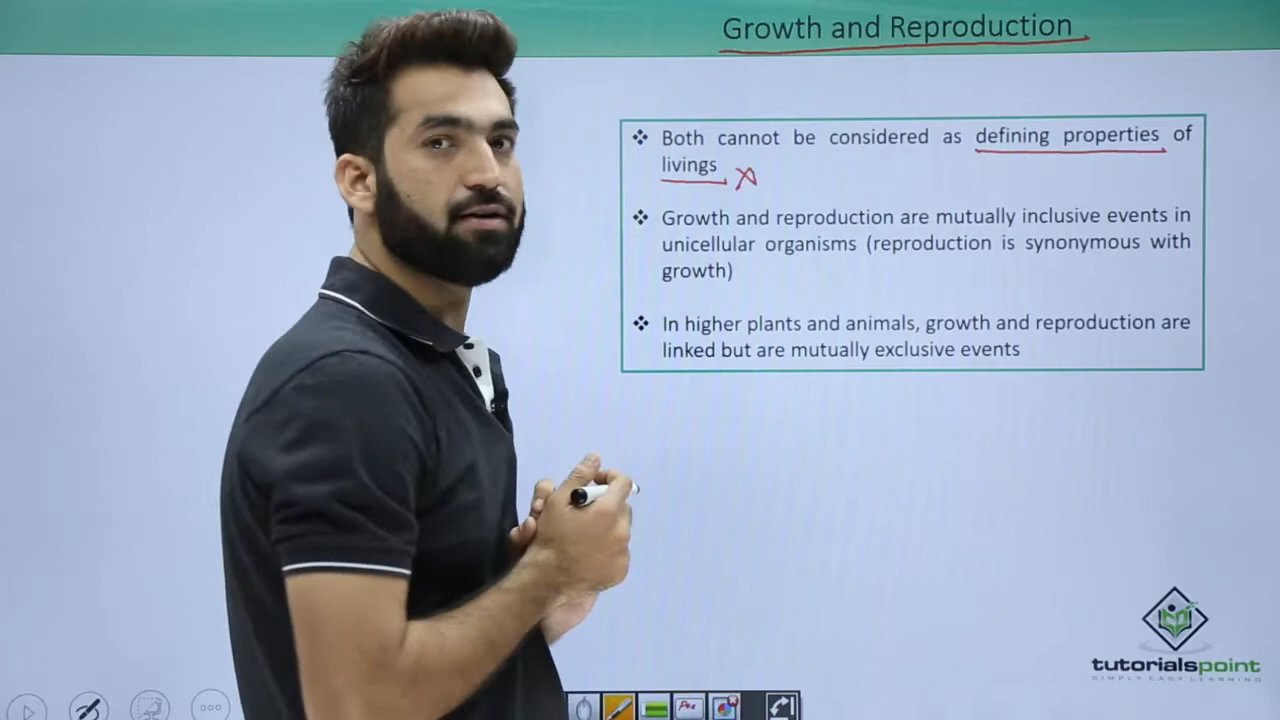 Growth and Reproduction
❖ Both cannot be considered as defining properties of
livings
❖ Growth and reproduction are mutually inclusive events in
unicellular organisms (reproduction is synonymous with
growth)
❖ In higher plants and animals, growth and reproduction are
linked but are mutually exclusive events
tutorialspoint
SIMPLY EASY LEARNING
Pen